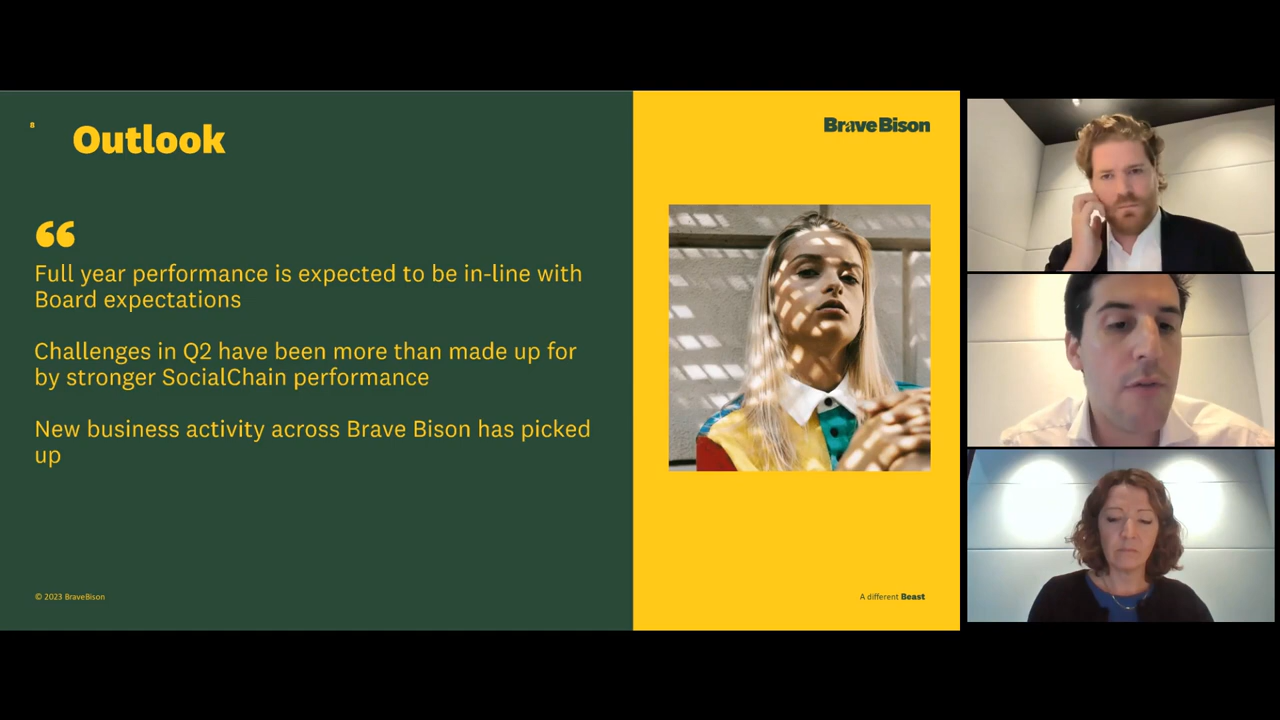 8
Outlook
BraveBison
“
Full year performance is expected to be in-line with
Board expectations
Challenges in Q2 have been more than made up for
by stronger SocialChain performance
New business activity across Brave Bison has picked
up
© 2023 BraveBison
A different Beast